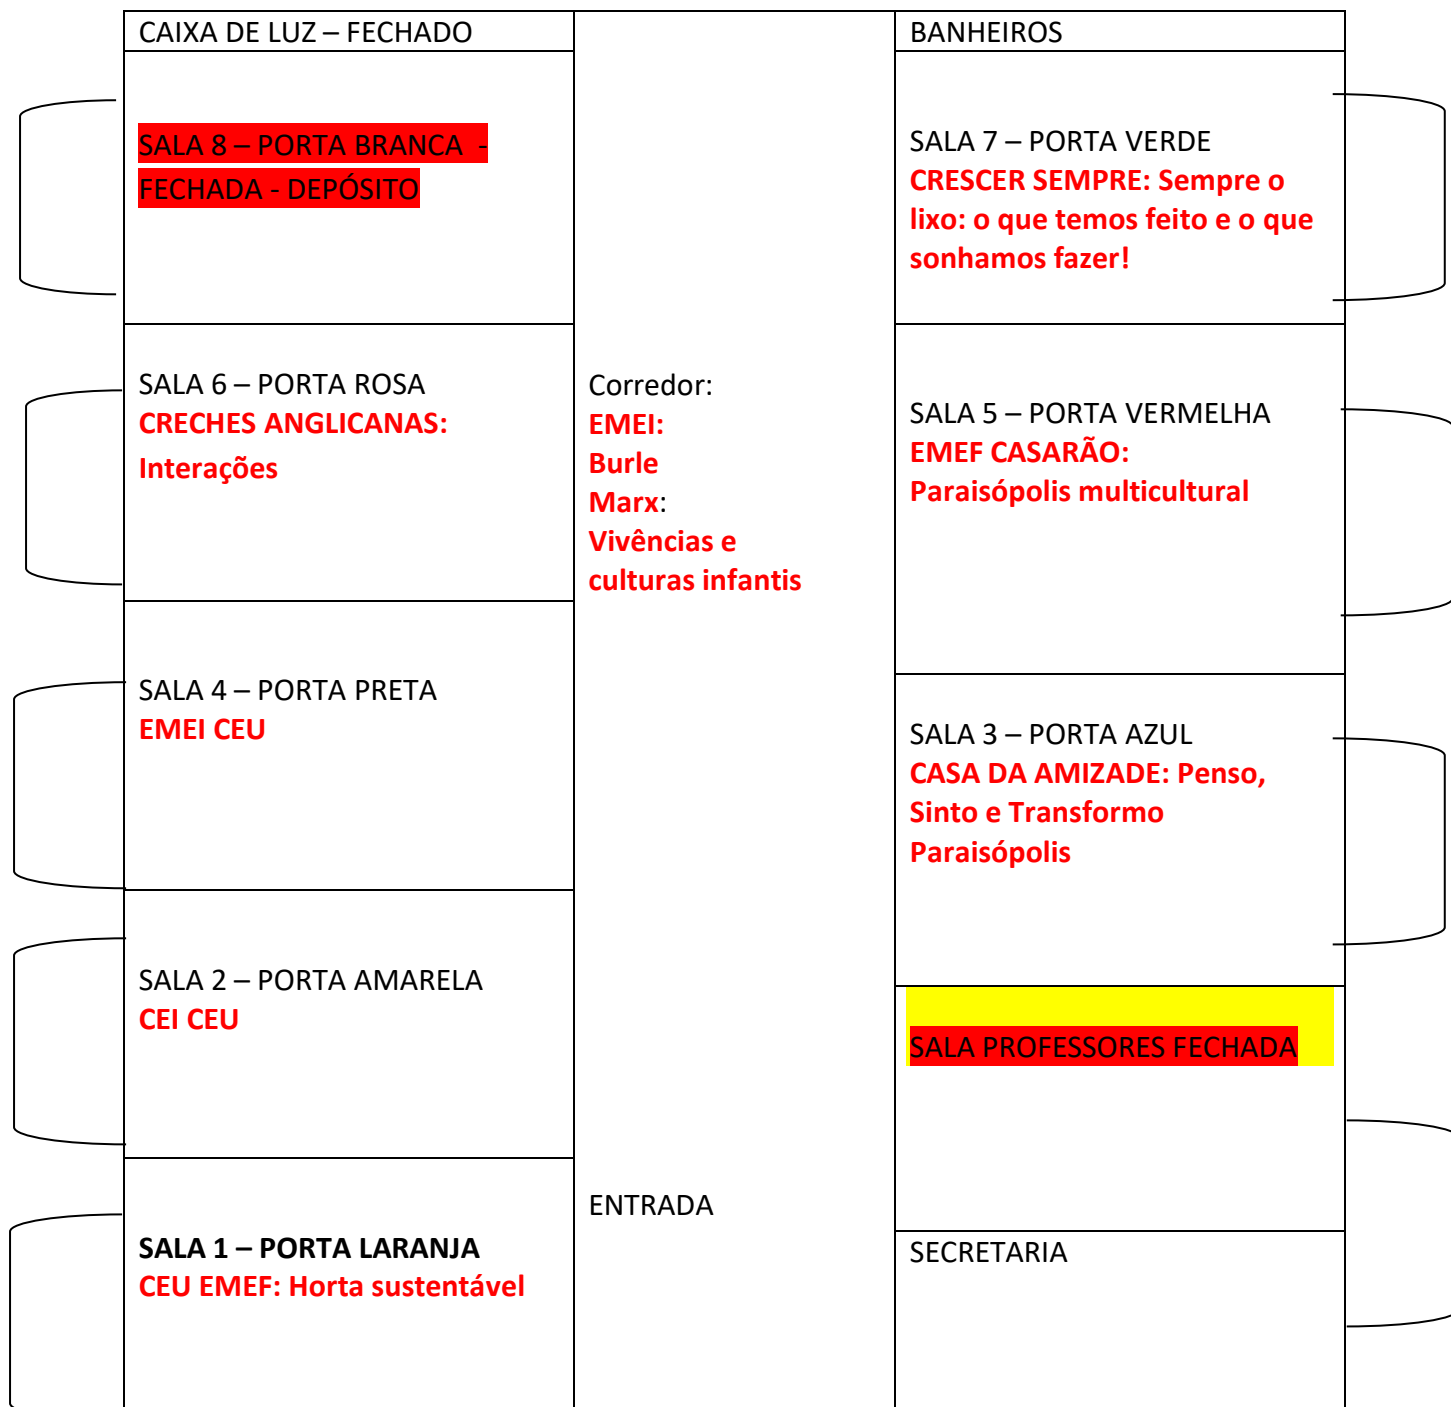 CAIXA DE LUZ – FECHADO
SALA 8 – PORTA BRANCA -
FECHADA - DEPÓSITO
SALA 6 – PORTA ROSA
CRECHES ANGLICANAS:
Interações
SALA 4 – PORTA PRETA
EMEI CEU
SALA 2 – PORTA AMARELA
CEI CEU
SALA 1 – PORTA LARANJA
CEU EMEF: Horta sustentável
Corredor:
EMEI:
Burle
Marx:
Vivências e
culturas infantis
ENTRADA
BANHEIROS
SALA 7 – PORTA VERDE
CRESCER SEMPRE: Sempre o
lixo: o que temos feito e o que
sonhamos fazer!
SALA 5 – PORTA VERMELHA
EMEF CASARÃO:
Paraisópolis multicultural
SALA 3 – PORTA AZUL
CASA DA AMIZADE: Penso,
Sinto e Transformo
Paraisópolis
SALA PROFESSORES FECHADA
SECRETARIA